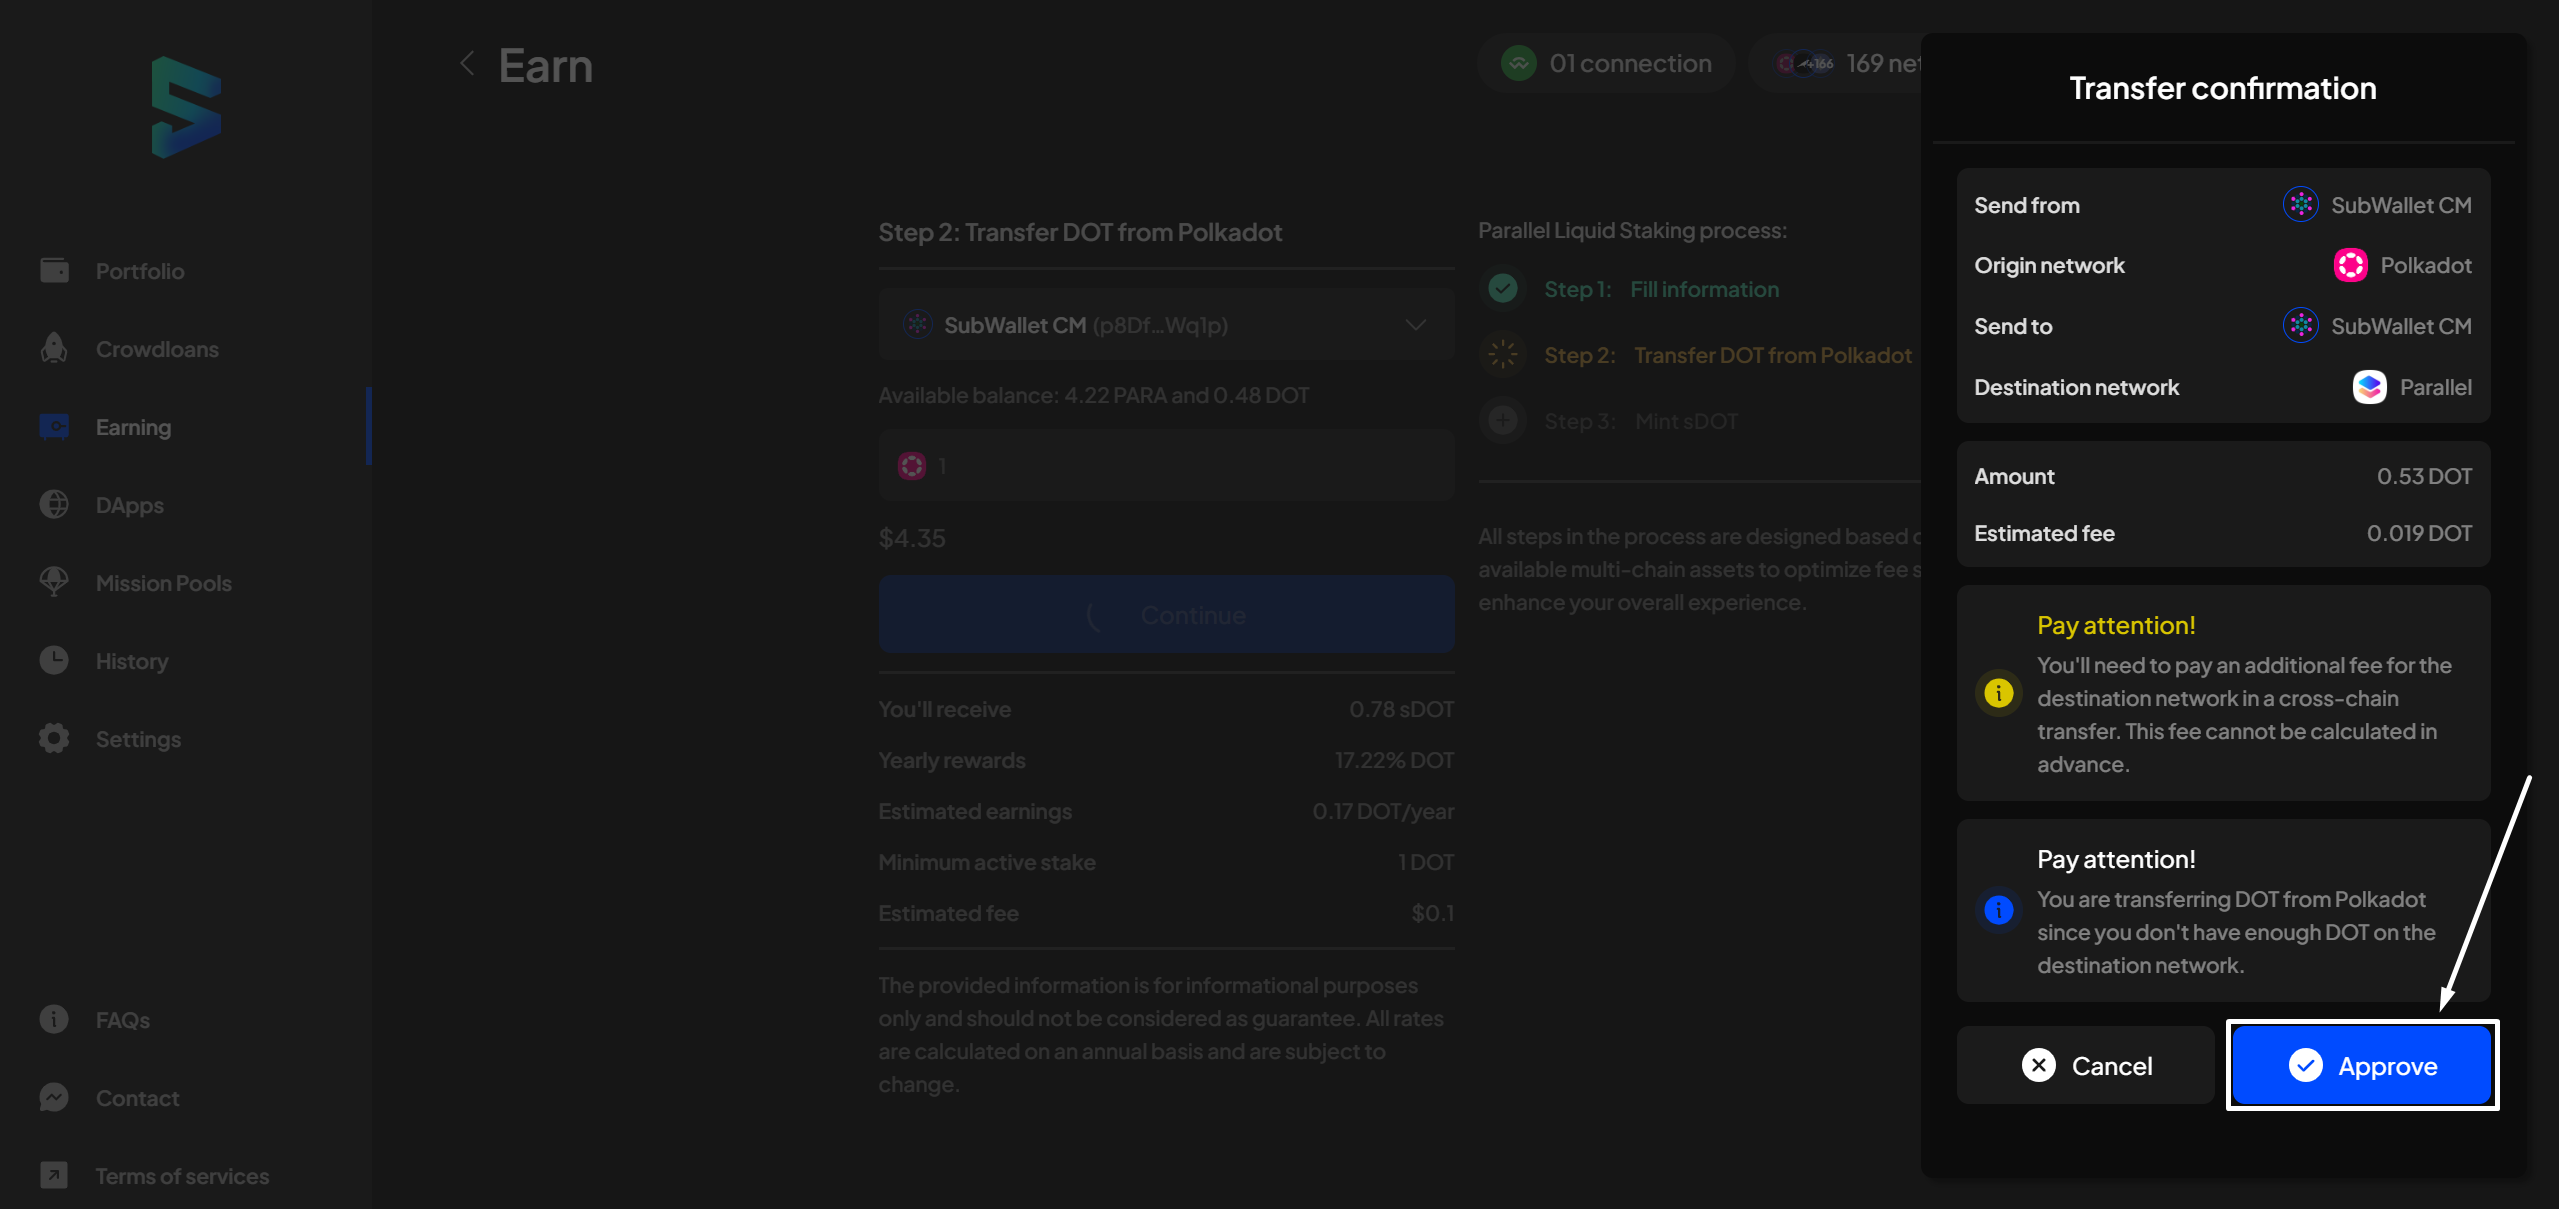 Portfolio
Crowdloans
Earning
DApps
Mission Pools
History
Settings
FAQs
Contact
Terms of services
Earn
01 connection
+166
169 net
Step 2: Transfer DOT from Polkadot
SubWallet CM (p8Df...Wq1p)
Available balance: 4.22 PARA and 0.48 DOT
1
$4.35
Continue
You'll receive 0.78 sDOT
Yearly rewards 17.22% DOT
Estimated earnings 0.17 DOT/year
Minimum active stake 1 DOT
Estimated fee $0.1
The provided information is for informational purposes
only and should not be considered as guarantee. All rates
are calculated on an annual basis and are subject to
change.
Parallel Liquid Staking process:
Step 1: Fill information
Step 2: Transfer DOT from Polkadot
Step 3: Mint sDOT
All steps in the process are designed based
available multi-chain assets to optimize fee
enhance your overall experience.
Transfer confirmation
Send from SubWallet CM
Origin network Polkadot
Send to SubWallet CM
Destination network Parallel
Amount 0.53 DOT
Estimated fee 0.019 DOT
Pay attention!
You'll need to pay an additional fee for the
destination network in a cross-chain
transfer. This fee cannot be calculated in
advance.
Pay attention!
You are transferring DOT from Polkadot
since you don't have enough DOT on the
destination network.
Cancel
Approve